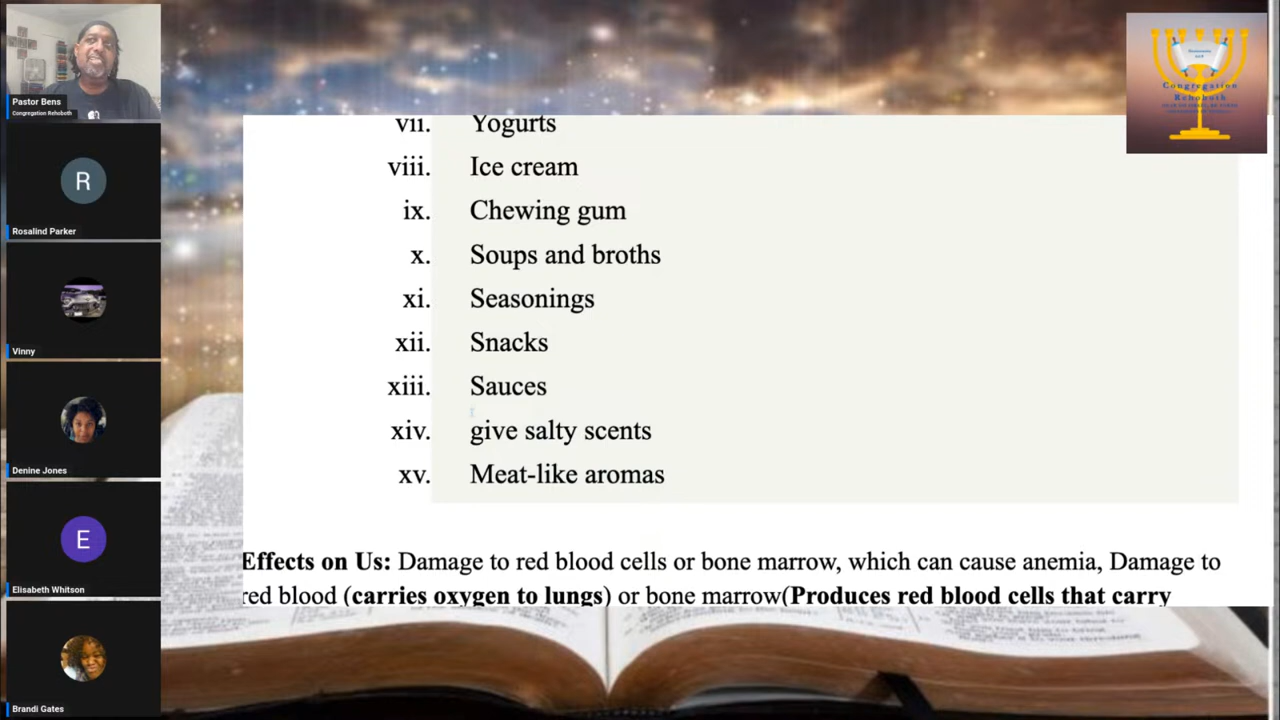 Pastor Bens
Congregation Rehoboth
R
Rosalind Parker
Vinny
Denine Jones
E
Elisabeth Whitson
Brandi Gates
vii. Yogurts
viii. Ice cream
ix. Chewing gum
x. Soups and broths
xi. Seasonings
xii. Snacks
xiii. Sauces
xiv. give salty scents
xv. Meat-like aromas
Effects on Us: Damage to red blood cells or bone marrow, which can cause anemia, Damage to
red blood (carries oxygen to lungs) or bone marrow(Produces red blood cells that carry
Congregation
Rehoboth